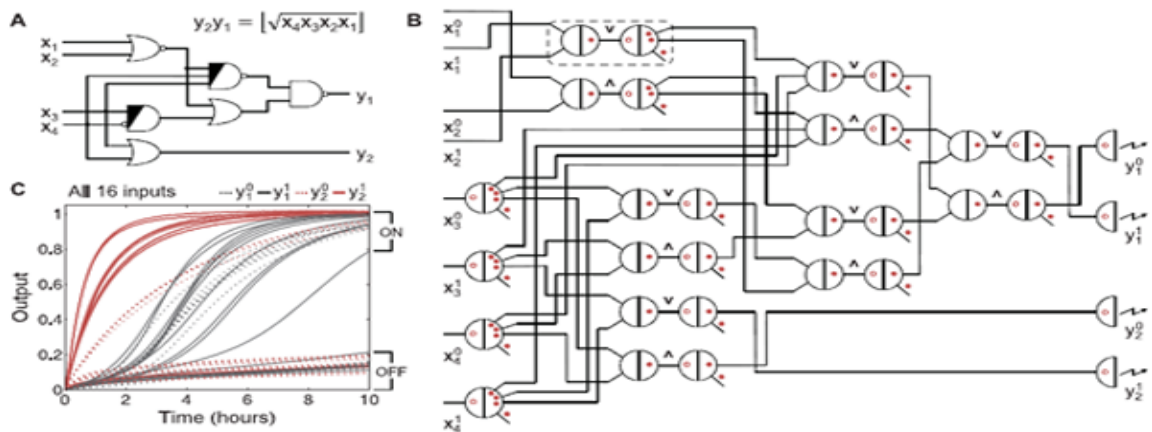 A
y₂y₁ = ⌊√x₄x₃x₂x₁⌋
x₁
x₂
x₃
x₄
y₁
y₂
B
x₁⁰
x₁¹
x₂⁰
x₂¹
x₃⁰
x₃¹
x₄⁰
x₄¹
∨
∧
∨
∧
∨
∧
∨
∧
∨
∧
∨
∧
y₁⁰
y₁¹
y₂⁰
y₂¹
C
All 16 inputs
y₁⁰ y₁¹ y₂⁰ y₂¹
1
0.8
0.6
0.4
0.2
0
Output
ON
OFF
0 2 4 6 8 10
Time (hours)